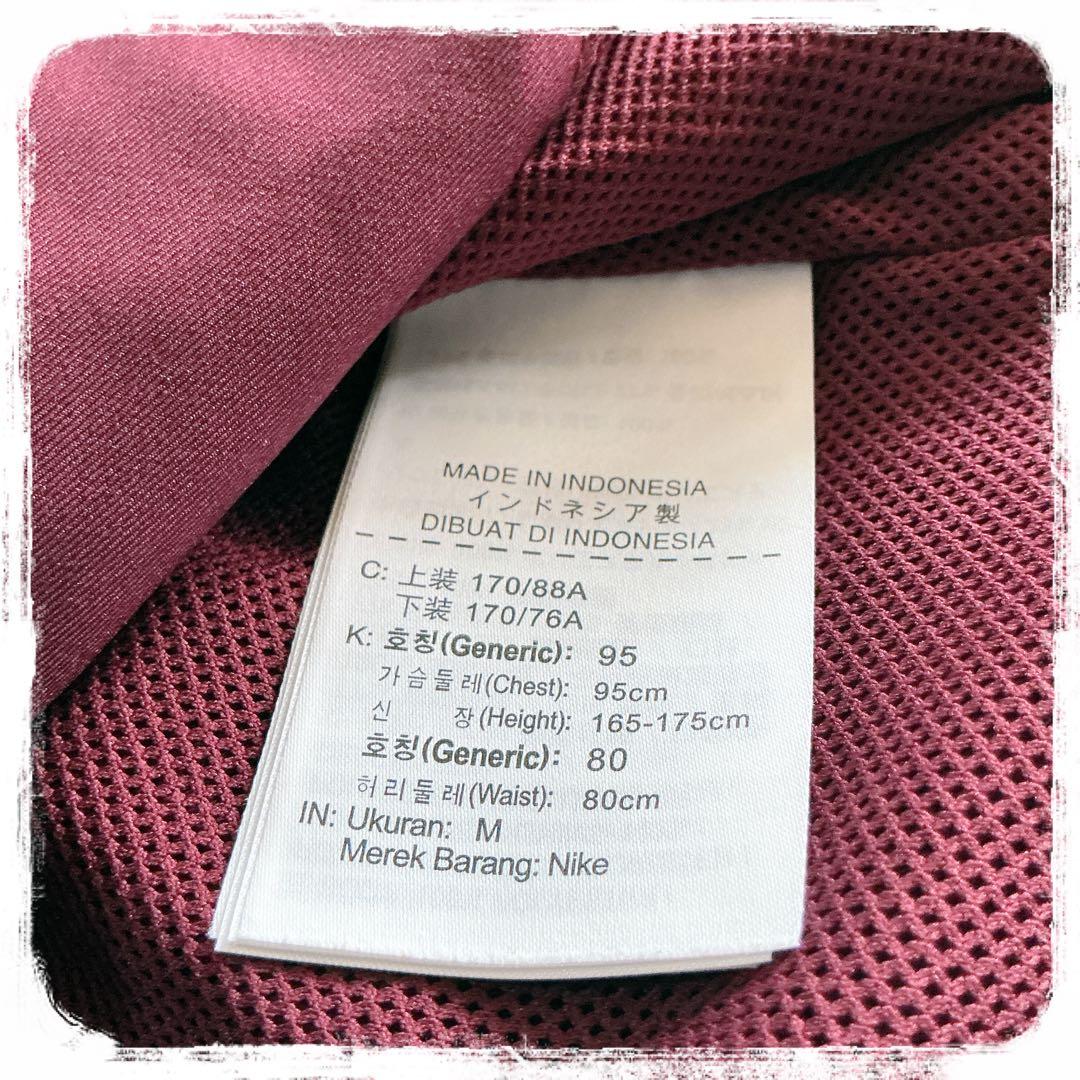 MADE IN INDONESIA
インドネシア製
DIBUAT DI INDONESIA
C: 上装 170/88A
下装 170/76A
K: 호칭(Generic): 95
가슴둘레(Chest): 95cm
신 장(Height): 165-175cm
호칭(Generic): 80
허리둘레(Waist): 80cm
IN: Ukuran: M
Merek Barang: Nike